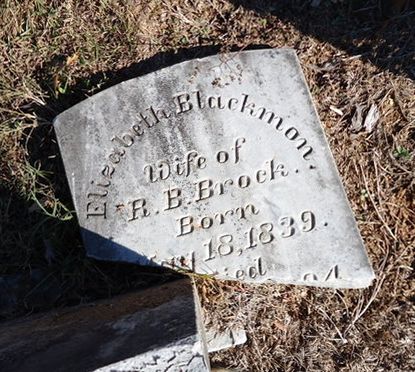 Elizabeth Blackmon.
Wife of
R. B. Brock.
Born
18, 1839.